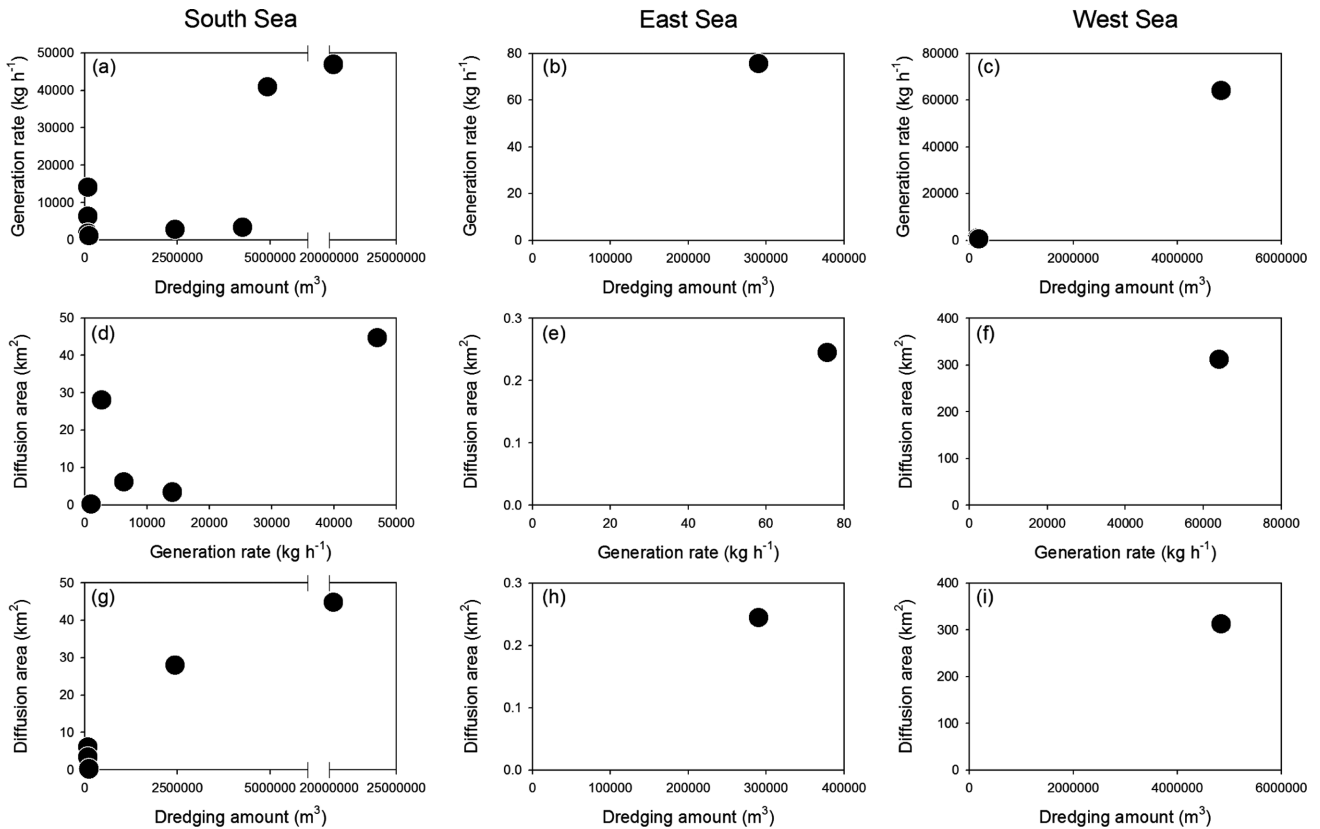 South Sea
East Sea
West Sea
(a)
Generation rate (kg h⁻¹)
50000
40000
30000
20000
10000
0
0 2500000 5000000 20000000 25000000
Dredging amount (m³)
(b)
Generation rate (kg h⁻¹)
80
60
40
20
0
0 100000 200000 300000 400000
Dredging amount (m³)
(c)
Generation rate (kg h⁻¹)
80000
60000
40000
20000
0
0 2000000 4000000 6000000
Dredging amount (m³)
(d)
Diffusion area (km²)
50
40
30
20
10
0
0 10000 20000 30000 40000 50000
Generation rate (kg h⁻¹)
(e)
Diffusion area (km²)
0.3
0.2
0.1
0.0
0 20 40 60 80
Generation rate (kg h⁻¹)
(f)
Diffusion area (km²)
400
300
200
100
0
0 20000 40000 60000 80000
Generation rate (kg h⁻¹)
(g)
Diffusion area (km²)
50
40
30
20
10
0
0 2500000 5000000 20000000 25000000
Dredging amount (m³)
(h)
Diffusion area (km²)
0.3
0.2
0.1
0.0
0 100000 200000 300000 400000
Dredging amount (m³)
(i)
Diffusion area (km²)
400
300
200
100
0
0 2000000 4000000 6000000
Dredging amount (m³)